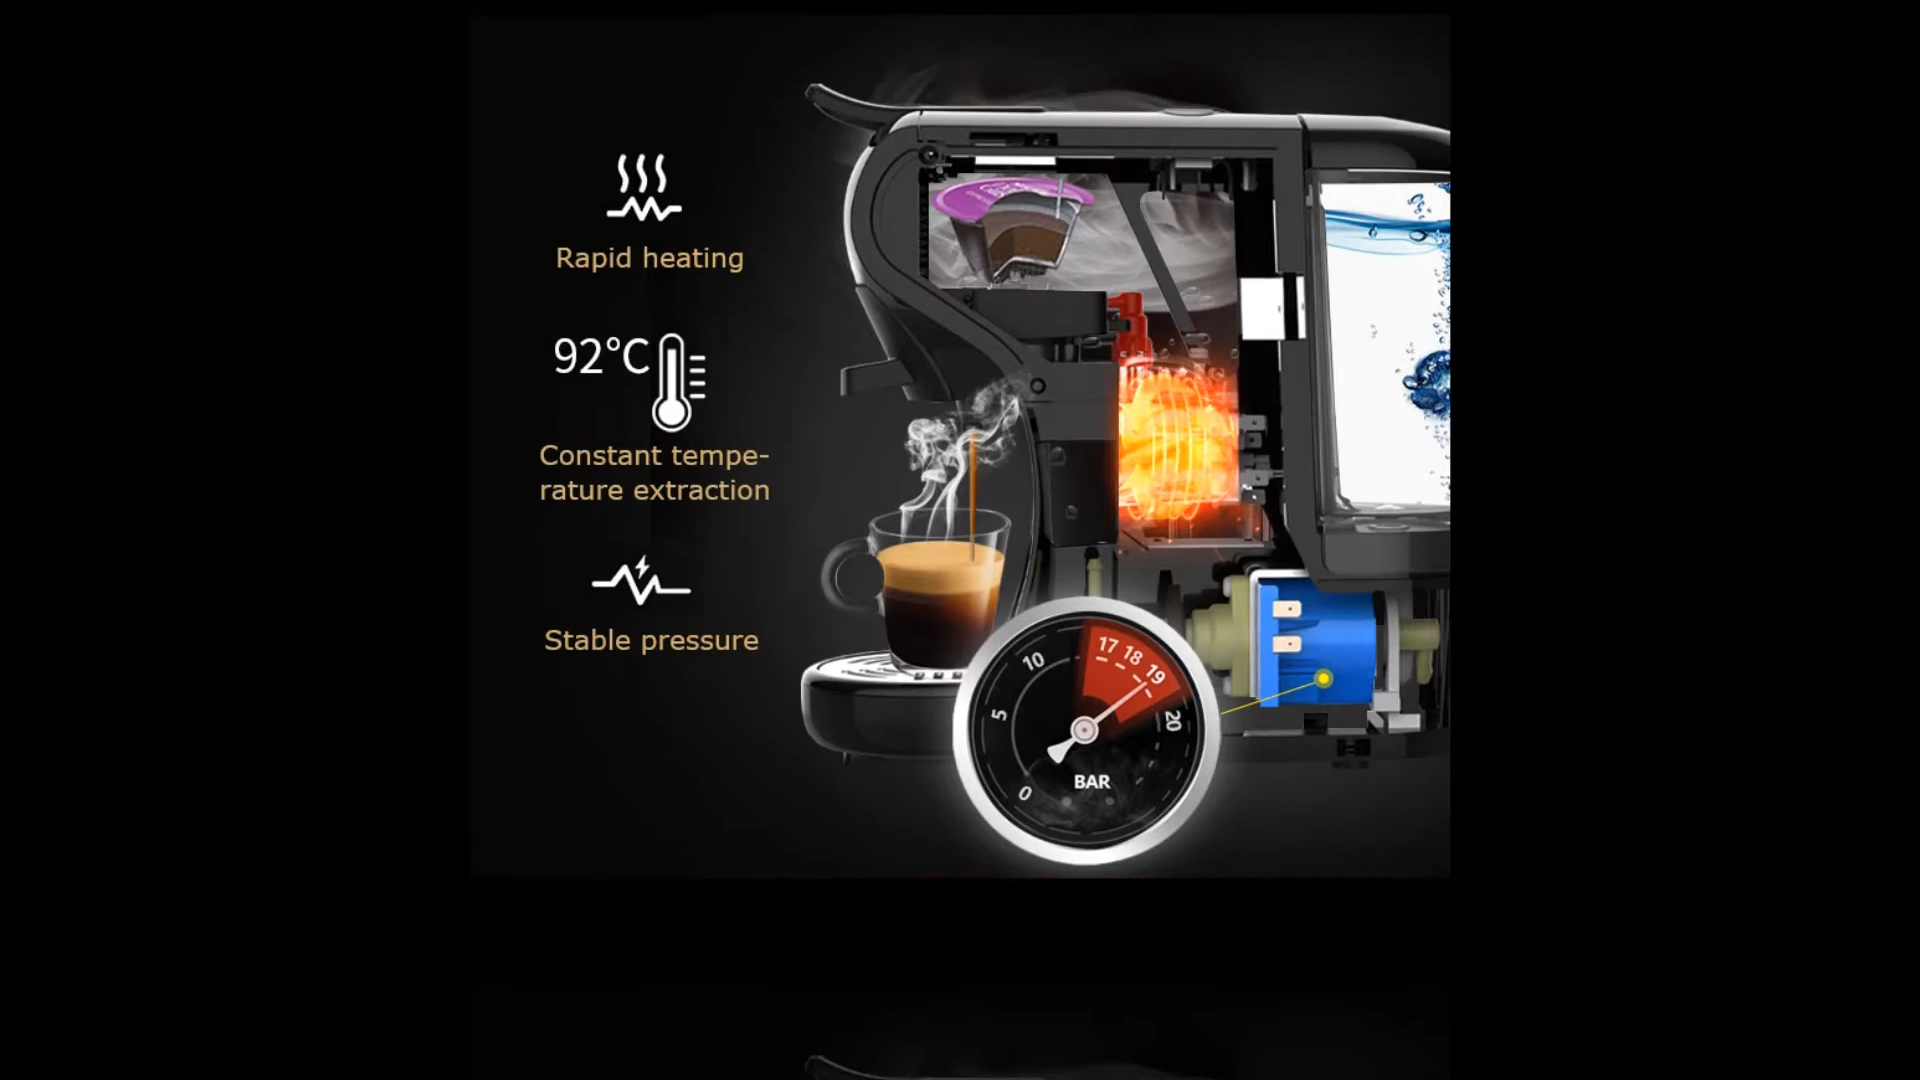 Rapid heating
92°C
Constant tempe-
rature extraction
Stable pressure
0
5
10
17
18
19
20
BAR